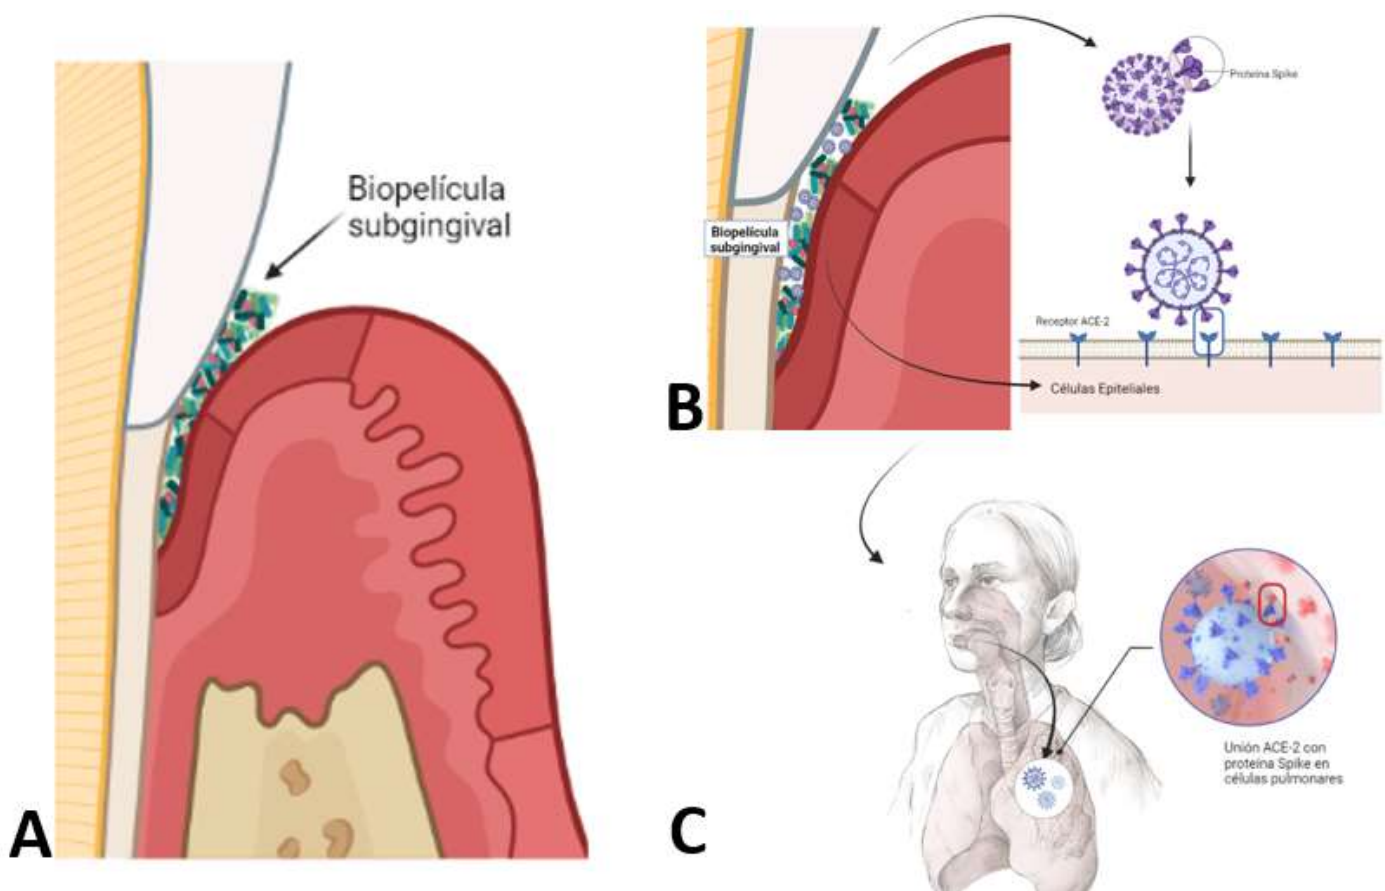 Biopelícula
subgingival
A
Proteína Spike
Biopelícula
subgingival
Receptor ACE-2
Células Epiteliales
B
Unión ACE-2 con
proteína Spike en
células pulmonares
C